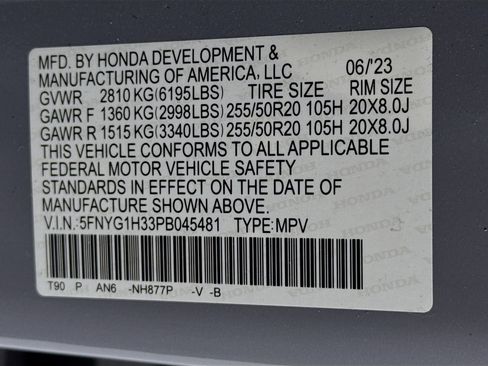 MFD. BY HONDA DEVELOPMENT &
MANUFACTURING OF AMERICA, LLC 06/'23
GVWR 2810 KG(6195LBS) TIRE SIZE RIM SIZE
GAWR F 1360 KG(2998LBS) 255/50R20 105H 20X8.0J
GAWR R 1515 KG(3340LBS) 255/50R20 105H 20X8.0J
THIS VEHICLE CONFORMS TO ALL APPLICABLE
FEDERAL MOTOR VEHICLE SAFETY
STANDARDS IN EFFECT ON THE DATE OF
MANUFACTURE SHOWN ABOVE.
V.I.N.:5FNYG1H33PB045481 TYPE:MPV
T90 P AN6 -NH877P -V -B